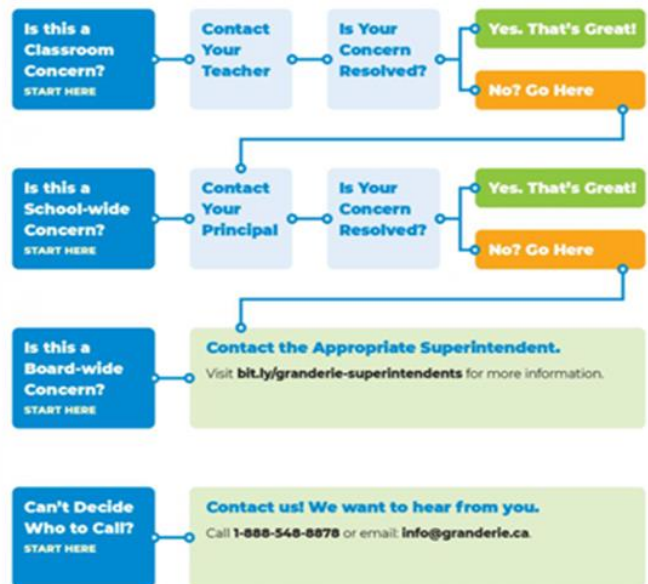 Is this a
Classroom
Concern?
START HERE
Contact
Your
Teacher
Is Your
Concern
Resolved?
Yes. That's Great!
No? Go Here
Is this a
School-wide
Concern?
START HERE
Contact
Your
Principal
Is Your
Concern
Resolved?
Yes. That's Great!
No? Go Here
Is this a
Board-wide
Concern?
START HERE
Contact the Appropriate Superintendent.
Visit bit.ly/granderie-superintendents for more information.
Can't Decide
Who to Call?
START HERE
Contact us! We want to hear from you.
Call 1-888-548-8878 or email: info@granderie.ca.